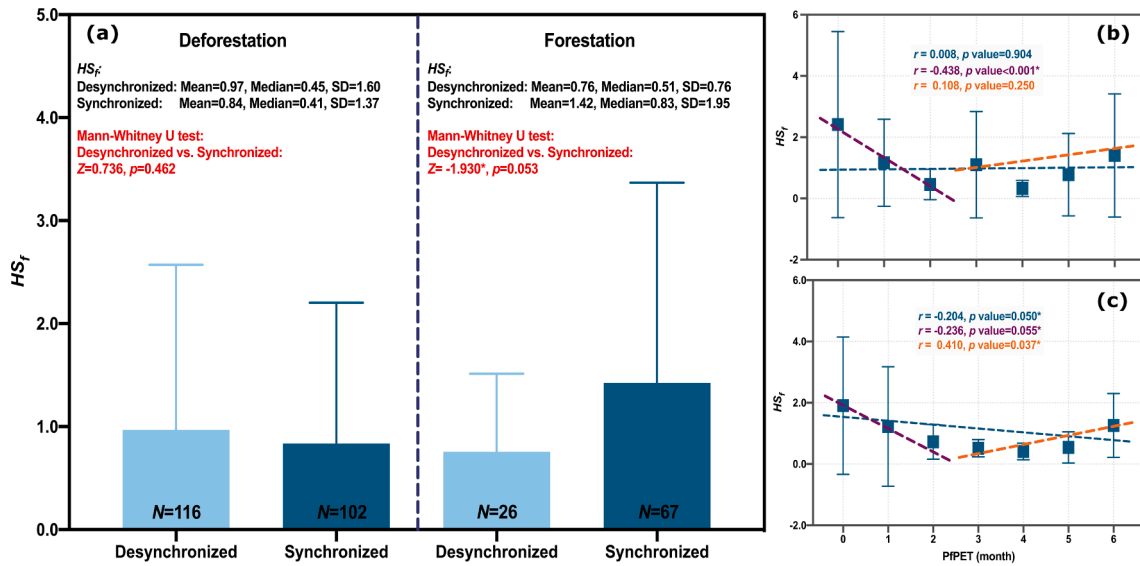 (a)
Deforestation
Forestation
HSf:
Desynchronized: Mean=0.97, Median=0.45, SD=1.60
Synchronized: Mean=0.84, Median=0.41, SD=1.37
Mann-Whitney U test:
Desynchronized vs. Synchronized:
Z=0.736, p=0.462
HSf:
Desynchronized: Mean=0.76, Median=0.51, SD=0.76
Synchronized: Mean=1.42, Median=0.83, SD=1.95
Mann-Whitney U test:
Desynchronized vs. Synchronized:
Z= -1.930*, p=0.053
5.0
4.0
3.0
2.0
1.0
0.0
HSf
N=116
N=102
N=26
N=67
Desynchronized
Synchronized
Desynchronized
Synchronized
(b)
r = 0.008, p value=0.904
r = -0.438, p value<0.001*
r = 0.108, p value=0.250
6
4
2
0
-2
HSf
(c)
r = -0.204, p value=0.050*
r = -0.236, p value=0.055*
r = 0.410, p value=0.037*
6.0
4.0
2.0
0.0
-2.0
HSf
0 1 2 3 4 5 6
PfPET (month)